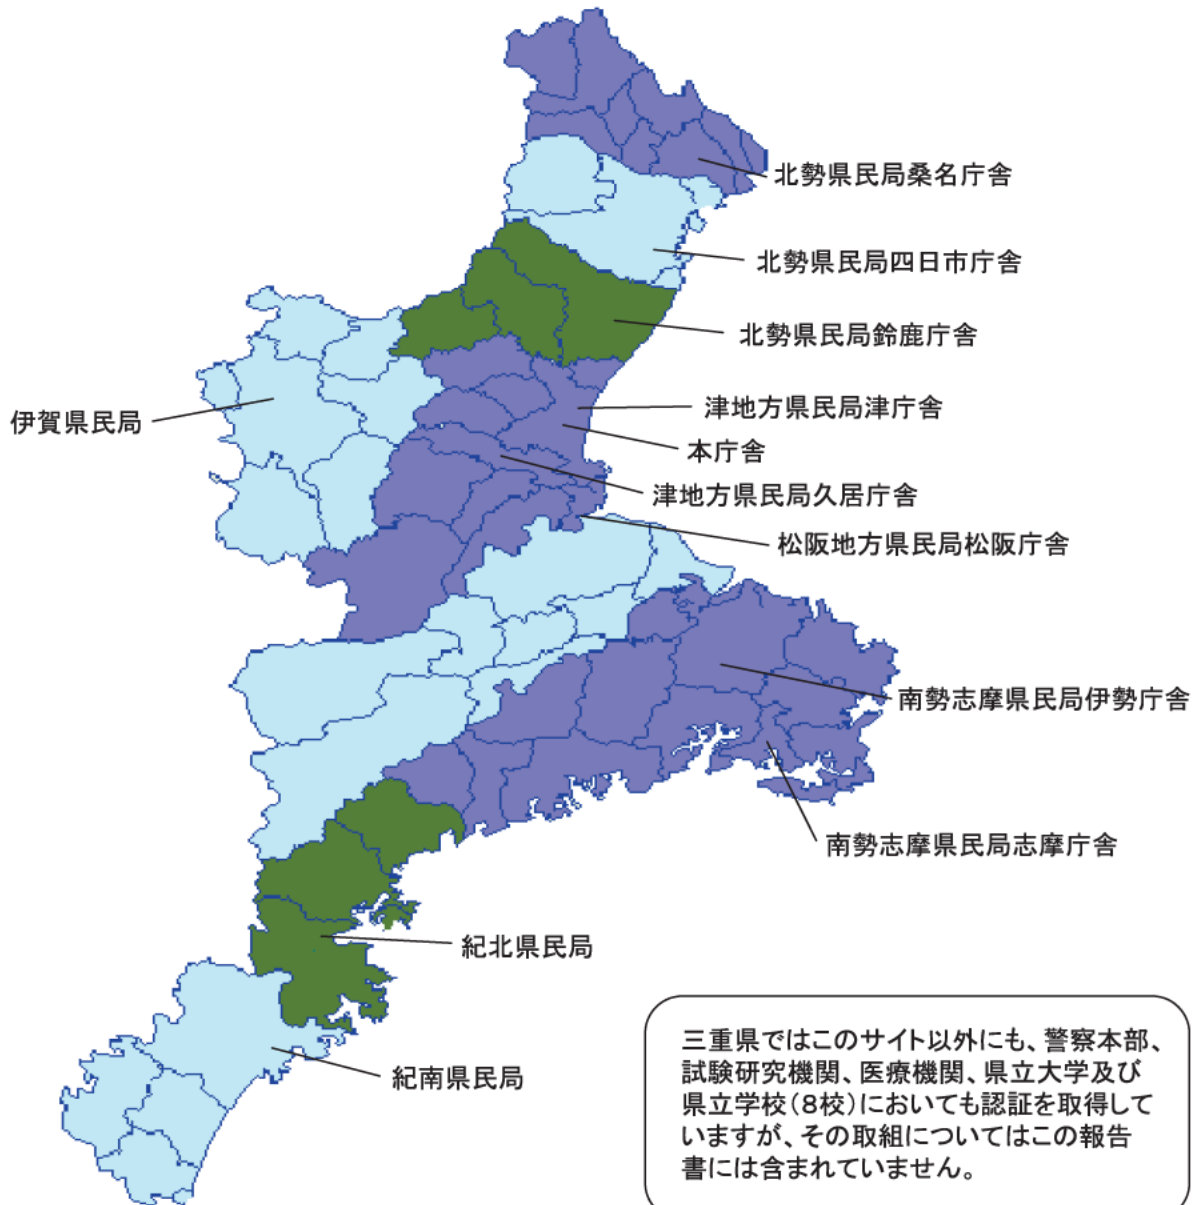 北勢県民局桑名庁舎
北勢県民局四日市庁舎
北勢県民局鈴鹿庁舎
津地方県民局津庁舎
伊賀県民局
本庁舎
津地方県民局久居庁舎
松阪地方県民局松阪庁舎
南勢志摩県民局伊勢庁舎
南勢志摩県民局志摩庁舎
紀北県民局
紀南県民局
三重県ではこのサイト以外にも、警察本部、
試験研究機関、医療機関、県立大学及び
県立学校(8校)においても認証を取得して
いますが、その取組についてはこの報告
書には含まれていません。